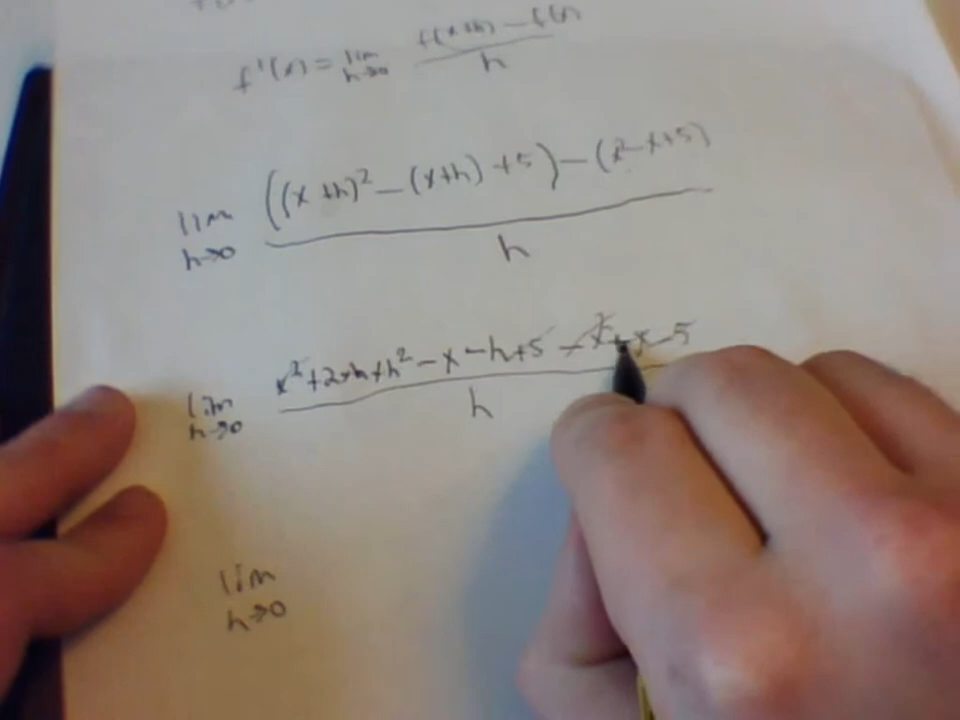 f'(x) = lim h→0 f(x+h) - f(x) / h
lim h→0 ((x+h)² - (x+h) + 5) - (x² - x + 5) / h
lim h→0 x² + 2xh + h² - x - h + 5 - x² + x - 5 / h
lim h→0